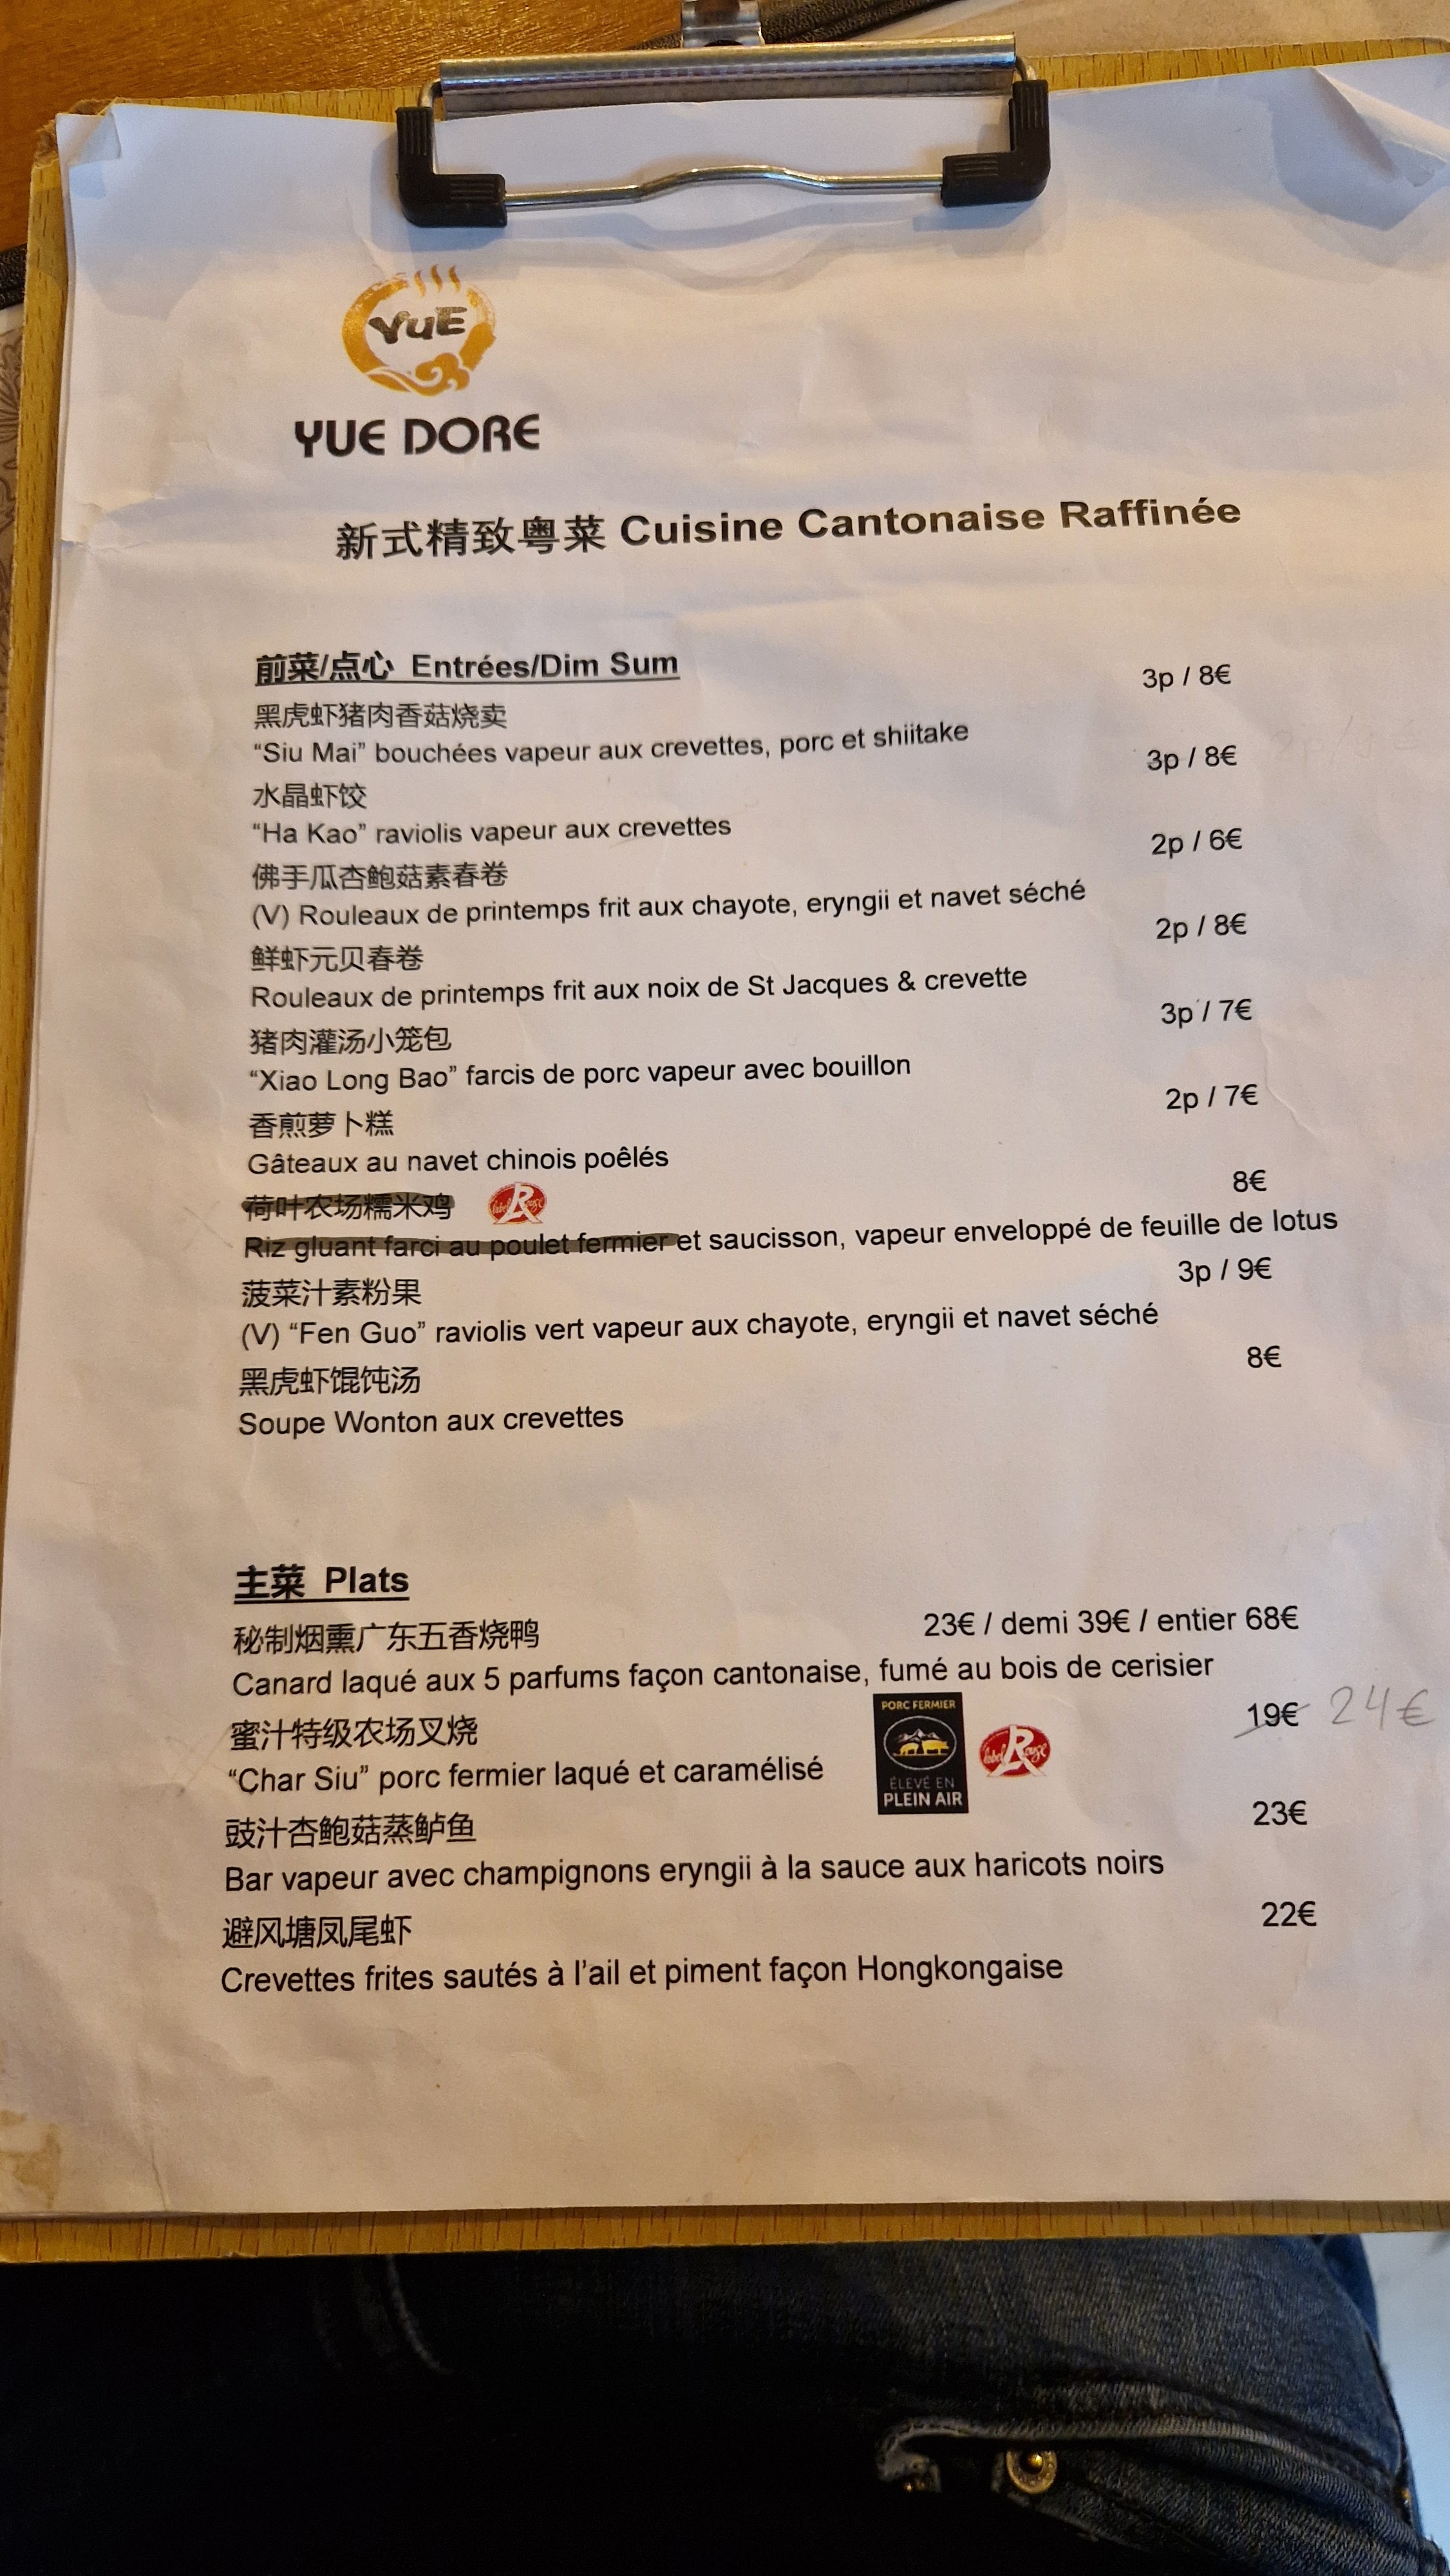 YUE
YUE DORE
新式精致粤菜 Cuisine Cantonaise Raffinée
前菜/点心 Entrées/Dim Sum
3p / 8€
黑虎虾猪肉香菇烧卖
“Siu Mai” bouchées vapeur aux crevettes, porc et shiitake
3p / 8€
水晶虾饺
“Ha Kao” raviolis vapeur aux crevettes
2p / 6€
佛手瓜杏鲍菇素春卷
(V) Rouleaux de printemps frit aux chayote, eryngii et navet séché
2p / 8€
鲜虾元贝春卷
Rouleaux de printemps frit aux noix de St Jacques & crevette
3p / 7€
猪肉灌汤小笼包
“Xiao Long Bao” farcis de porc vapeur avec bouillon
2p / 7€
香煎萝卜糕
Gâteaux au navet chinois poêlés
8€
荷叶农场糯米鸡 label Rouge
Riz gluant farci au poulet fermier et saucisson, vapeur enveloppé de feuille de lotus
3p / 9€
菠菜汁素粉果
(V) “Fen Guo” raviolis vert vapeur aux chayote, eryngii et navet séché
8€
黑虎虾馄饨汤
Soupe Wonton aux crevettes
主菜 Plats
秘制烟熏广东五香烧鸭 23€ / demi 39€ / entier 68€
Canard laqué aux 5 parfums façon cantonaise, fumé au bois de cerisier
蜜汁特级农场叉烧 19€ 24€
“Char Siu” porc fermier laqué et caramélisé
PORC FERMIER
ÉLEVÉ EN
PLEIN AIR
label Rouge
豉汁杏鲍菇蒸鲈鱼 23€
Bar vapeur avec champignons eryngii à la sauce aux haricots noirs
避风塘凤尾虾 22€
Crevettes frites sautés à l’ail et piment façon Hongkongaise